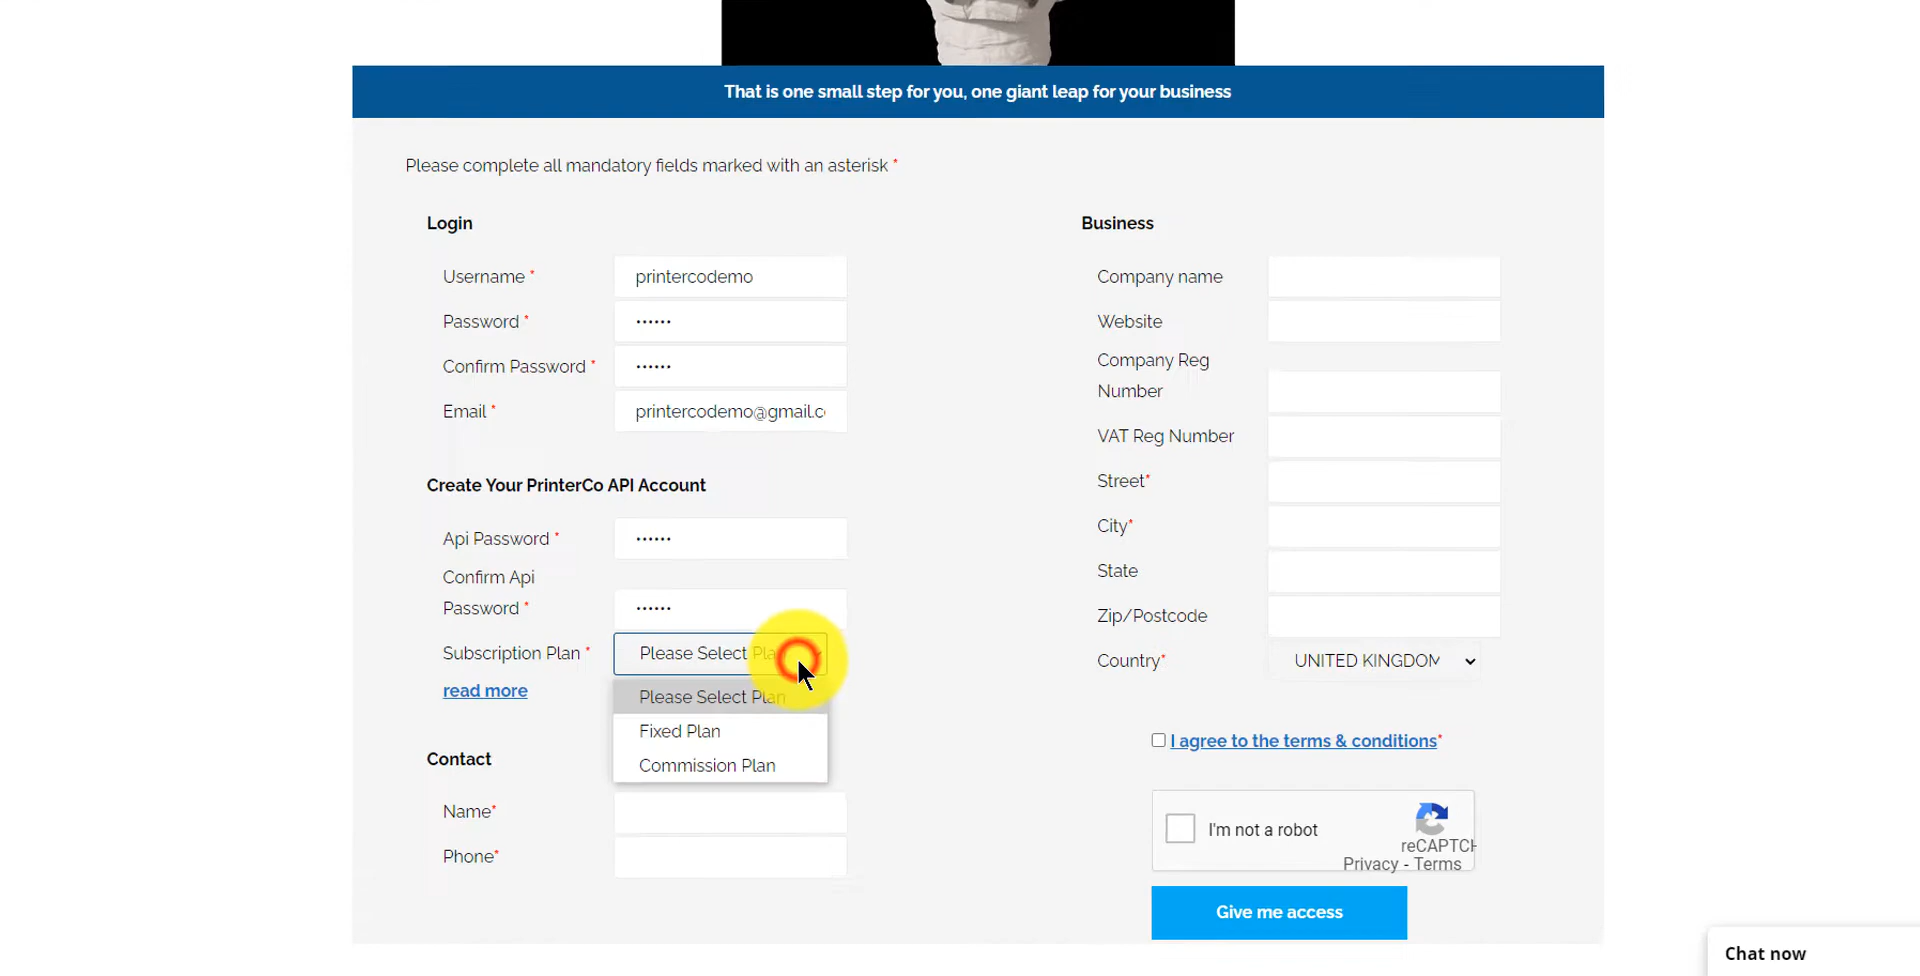 That is one small step for you, one giant leap for your business
Please complete all mandatory fields marked with an asterisk *
Login
Username *
printercodemo
Password *
••••••
Confirm Password *
••••••
Email *
printercodemo@gmail.c
Create Your PrinterCo API Account
Api Password *
••••••
Confirm Api
Password *
••••••
Subscription Plan *
Please Select Pla
read more
Please Select Plan
Fixed Plan
Commission Plan
Contact
Name*
Phone*
Business
Company name
Website
Company Reg
Number
VAT Reg Number
Street*
City*
State
Zip/Postcode
Country*
UNITED KINGDOM
I agree to the terms & conditions*
I'm not a robot
reCAPTCH
Privacy - Terms
Give me access
Chat now